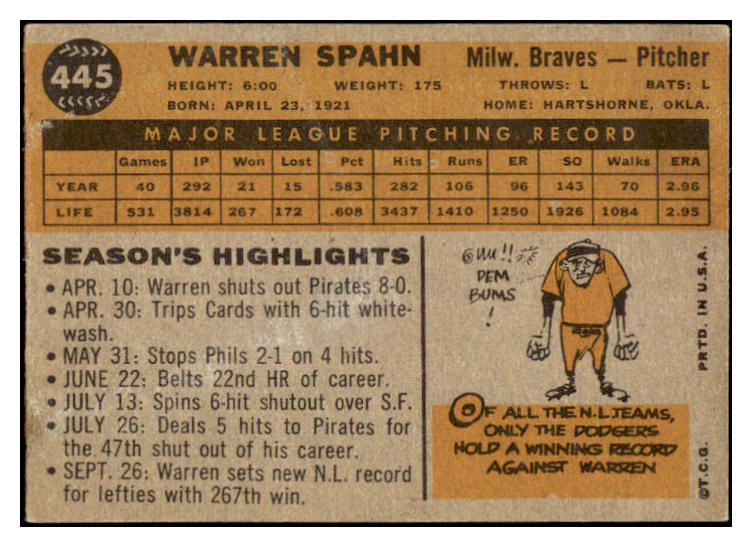 445
WARREN SPAHN Milw. Braves — Pitcher
HEIGHT: 6:00 WEIGHT: 175 THROWS: L BATS: L
BORN: APRIL 23, 1921 HOME: HARTSHORNE, OKLA.
MAJOR LEAGUE PITCHING RECORD
Games IP Won Lost Pct Hits Runs ER SO Walks ERA
YEAR 40 292 21 15 .583 282 106 96 143 70 2.96
LIFE 531 3814 267 172 .608 3437 1410 1250 1926 1084 2.95
SEASON'S HIGHLIGHTS
• APR. 10: Warren shuts out Pirates 8-0.
• APR. 30: Trips Cards with 6-hit white-
wash.
• MAY 31: Stops Phils 2-1 on 4 hits.
• JUNE 22: Belts 22nd HR of career.
• JULY 13: Spins 6-hit shutout over S.F.
• JULY 26: Deals 5 hits to Pirates for
the 47th shut out of his career.
• SEPT. 26: Warren sets new N.L. record
for lefties with 267th win.
DEM
BUMS
!
OF ALL THE N.L. TEAMS,
ONLY THE DODGERS
HOLD A WINNING RECORD
AGAINST WARREN
PRTD. IN U.S.A.
©T.C.G.